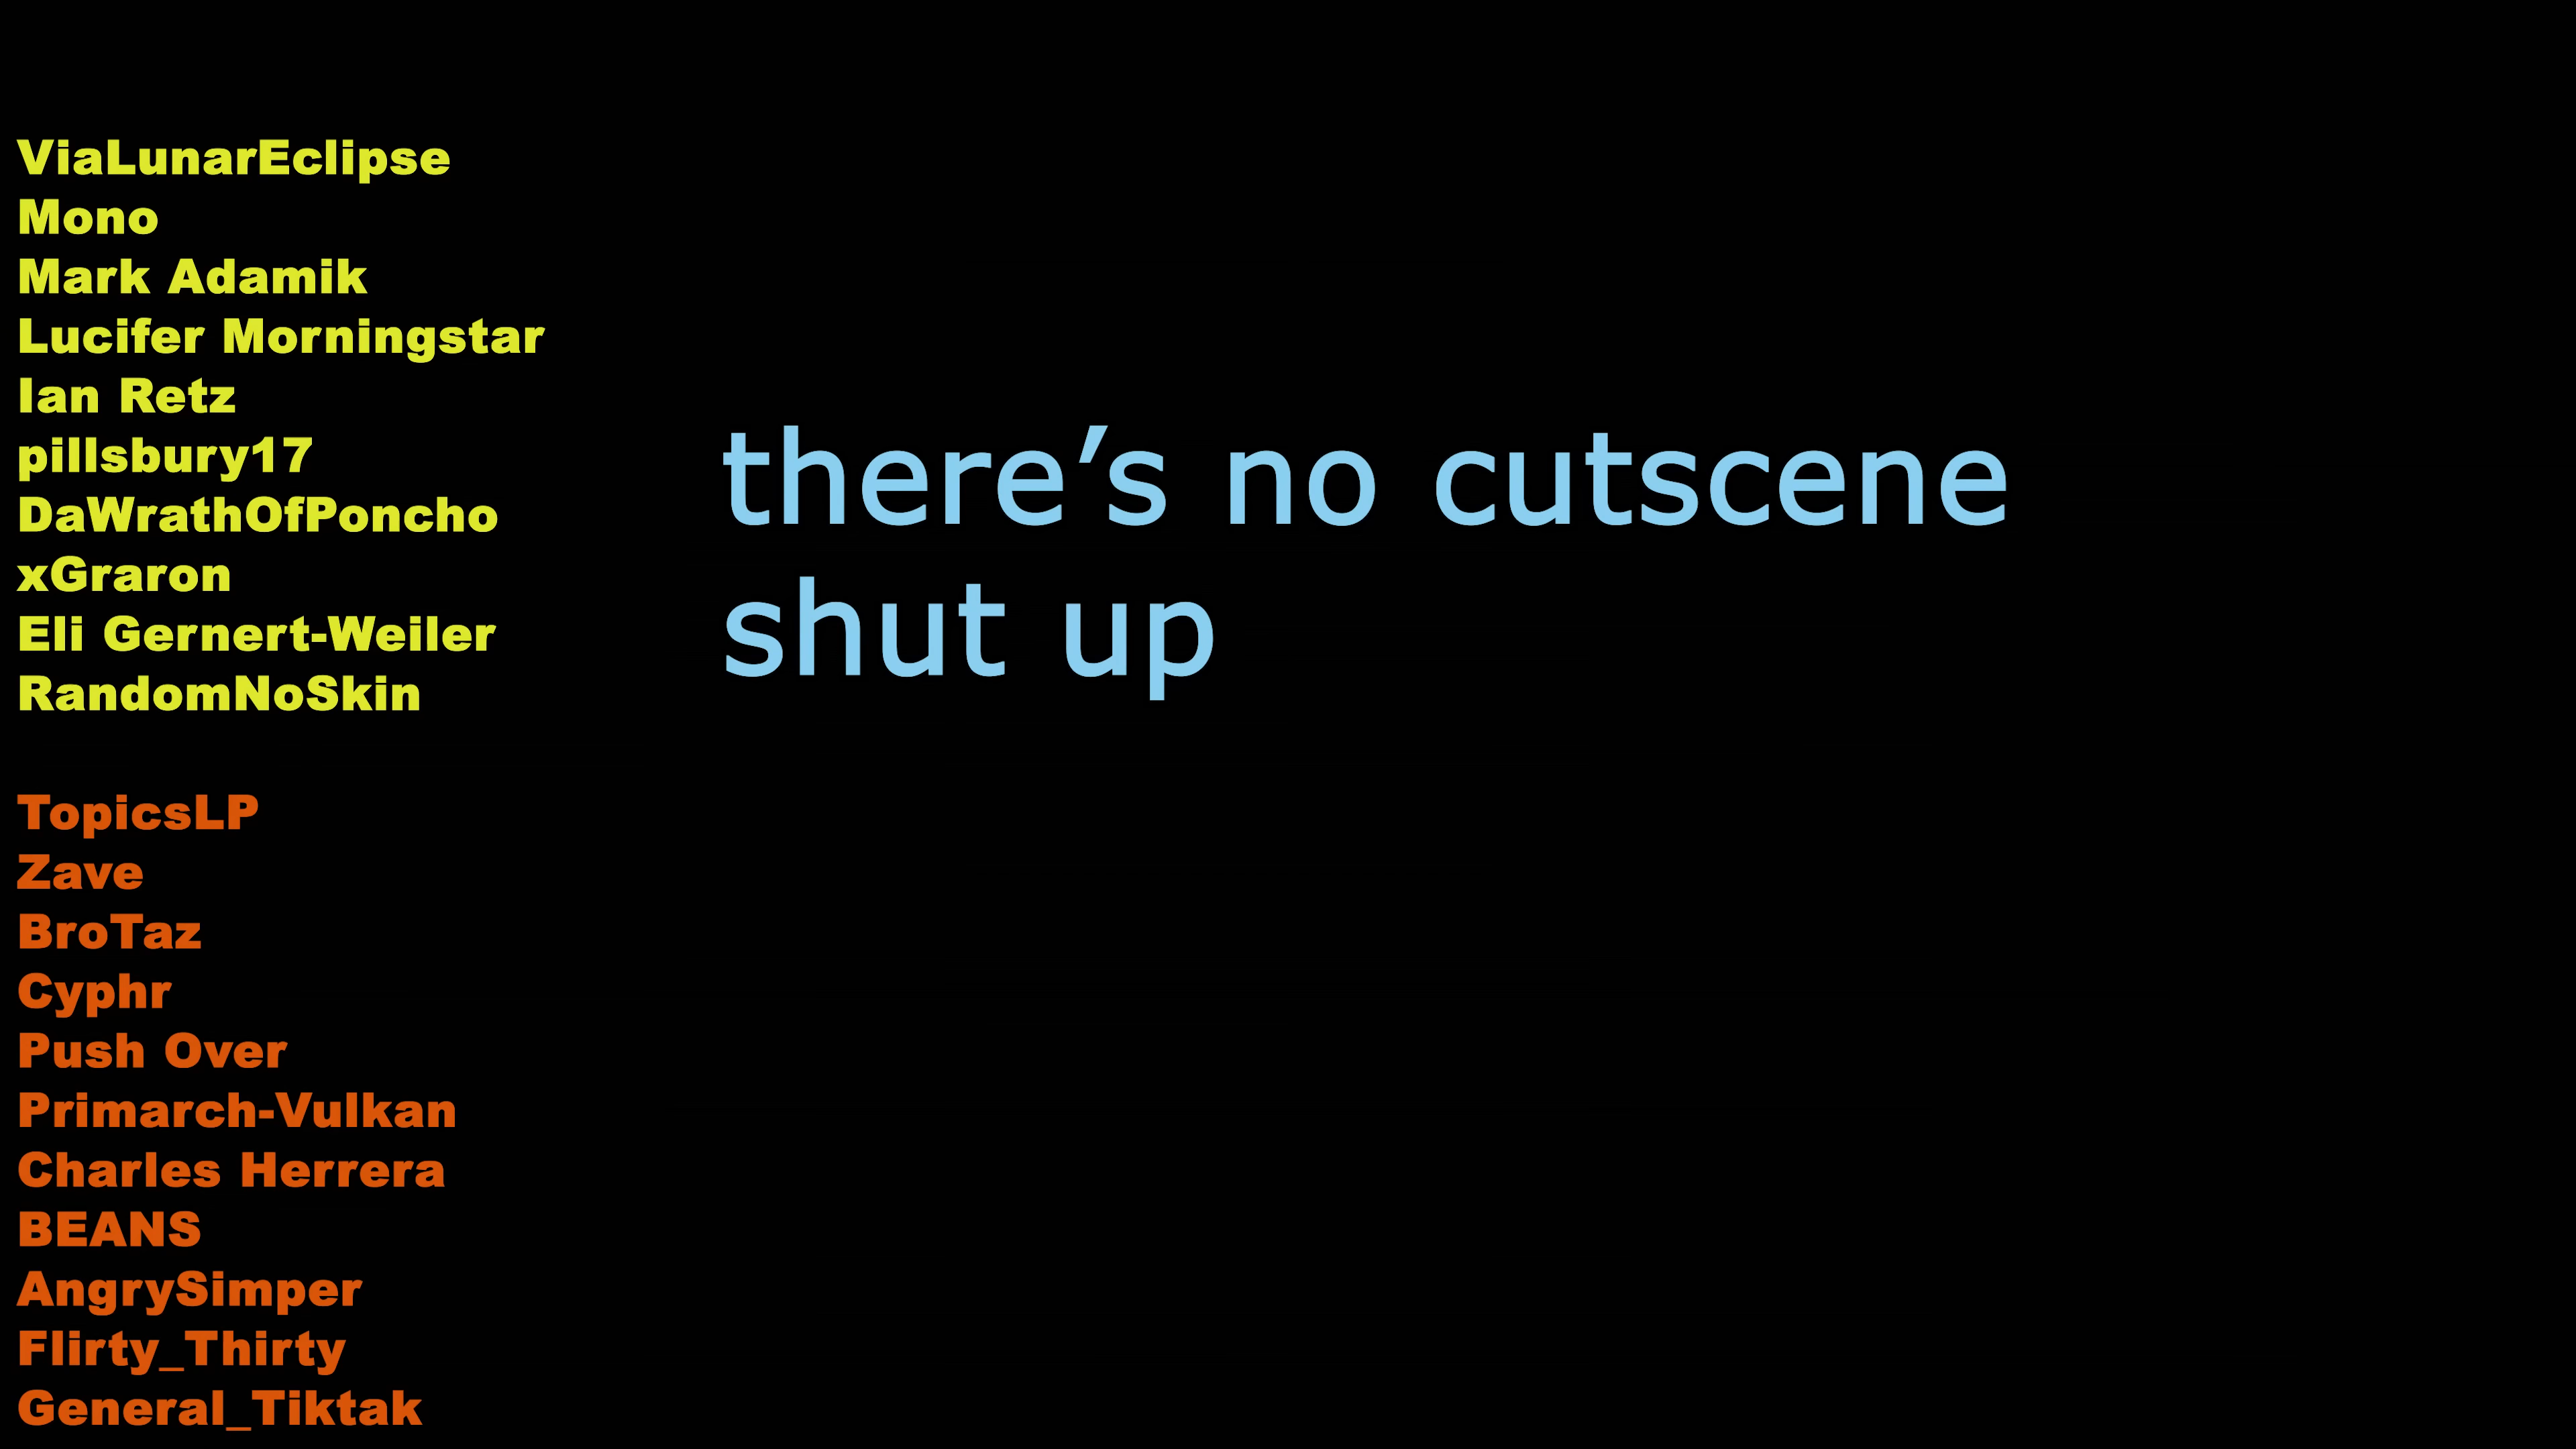 ViaLunarEclipse
Mono
Mark Adamik
Lucifer Morningstar
Ian Retz
pillsbury17
DaWrathOfPoncho
xGraron
Eli Gernert-Weiler
RandomNoSkin
TopicsLP
Zave
BroTaz
Cyphr
Push Over
Primarch-Vulkan
Charles Herrera
BEANS
AngrySimper
Flirty_Thirty
General_Tiktak
there’s no cutscene
shut up